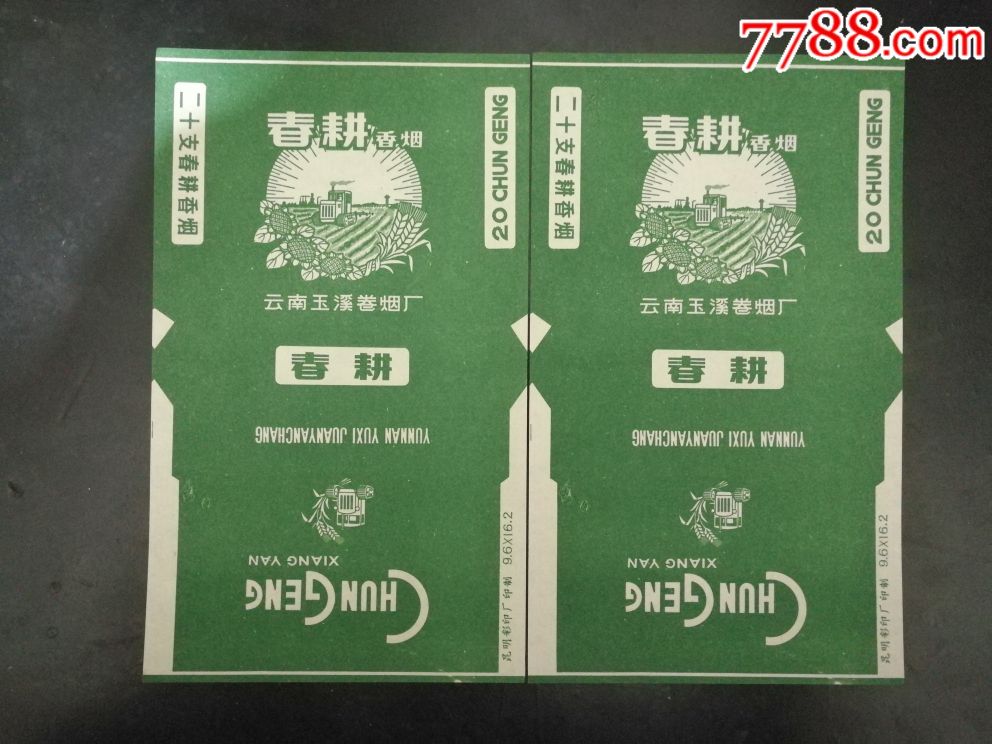 7788.com
二十支春耕香烟
春耕香烟
20 CHUN GENG
云南玉溪卷烟厂
春耕
YUNNAN YUXI JUANYANCHANG
XIANG YAN
CHUN GENG
昆明彩印厂印制 9.6X16.2
二十支春耕香烟
春耕香烟
20 CHUN GENG
云南玉溪卷烟厂
春耕
YUNNAN YUXI JUANYANCHANG
XIANG YAN
CHUN GENG
昆明彩印厂印制 9.6X16.2